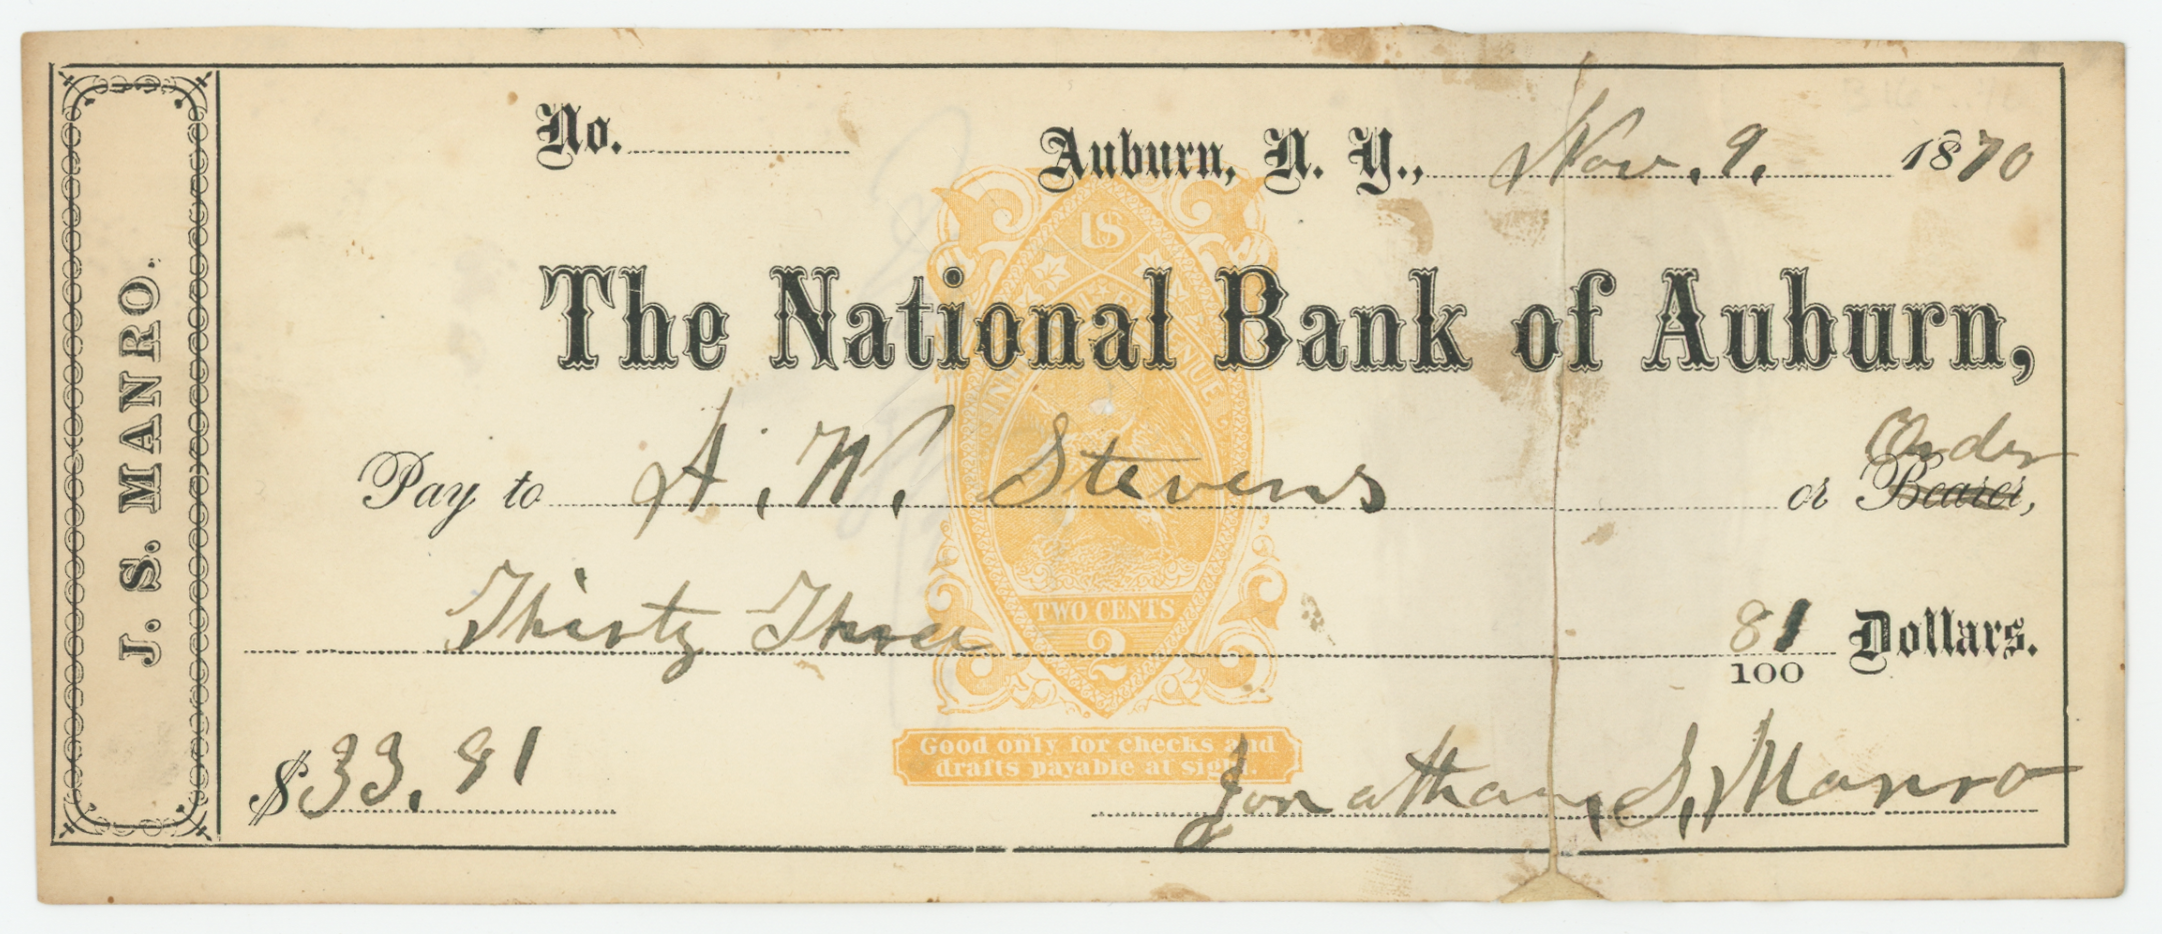 J. S. MANRO.
No.
Auburn, N. Y., Nov. 9. 1870
US
The National Bank of Auburn,
Order
Pay to A. W. Stevens or Bearer,
TWO CENTS
Thirty Three 81/100 Dollars.
2
Good only for checks and
drafts payable at sight.
$33.81
Jonathan, S, Manro